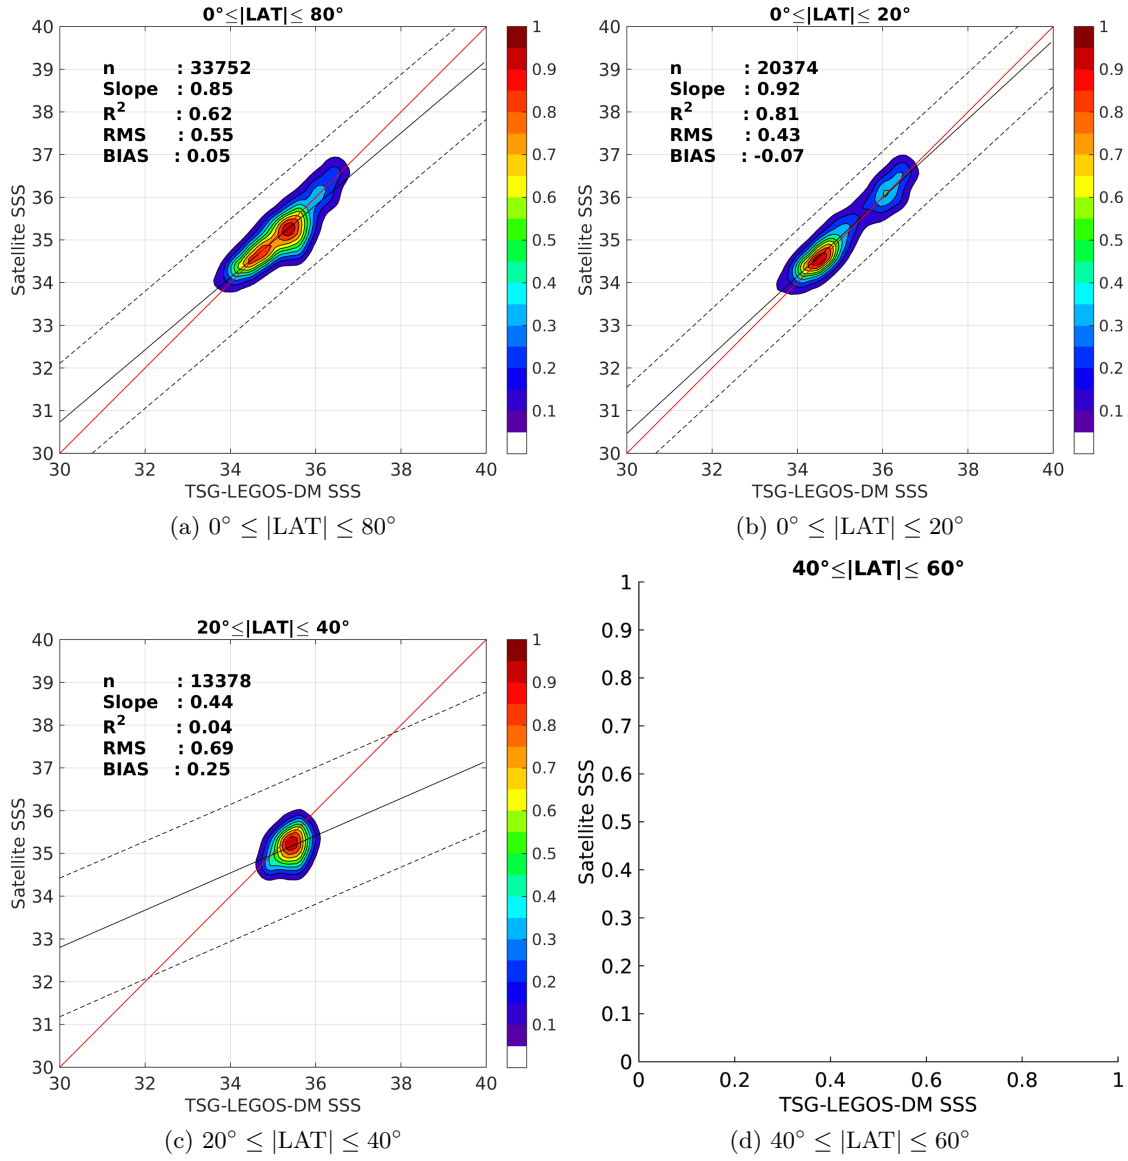 0°≤|LAT|≤ 80°
40
39
38
37
36
35
34
33
32
31
30
Satellite SSS
n : 33752
Slope : 0.85
R2 : 0.62
RMS : 0.55
BIAS : 0.05
30 32 34 36 38 40
TSG-LEGOS-DM SSS
1
0.9
0.8
0.7
0.6
0.5
0.4
0.3
0.2
0.1
(a) 0° ≤ |LAT| ≤ 80°
0°≤|LAT|≤ 20°
40
39
38
37
36
35
34
33
32
31
30
Satellite SSS
n : 20374
Slope : 0.92
R2 : 0.81
RMS : 0.43
BIAS : -0.07
30 32 34 36 38 40
TSG-LEGOS-DM SSS
1
0.9
0.8
0.7
0.6
0.5
0.4
0.3
0.2
0.1
(b) 0° ≤ |LAT| ≤ 20°
20°≤|LAT|≤ 40°
40
39
38
37
36
35
34
33
32
31
30
Satellite SSS
n : 13378
Slope : 0.44
R2 : 0.04
RMS : 0.69
BIAS : 0.25
30 32 34 36 38 40
TSG-LEGOS-DM SSS
1
0.9
0.8
0.7
0.6
0.5
0.4
0.3
0.2
0.1
(c) 20° ≤ |LAT| ≤ 40°
40°≤|LAT|≤ 60°
1
0.9
0.8
0.7
0.6
0.5
0.4
0.3
0.2
0.1
0
Satellite SSS
0 0.2 0.4 0.6 0.8 1
TSG-LEGOS-DM SSS
(d) 40° ≤ |LAT| ≤ 60°